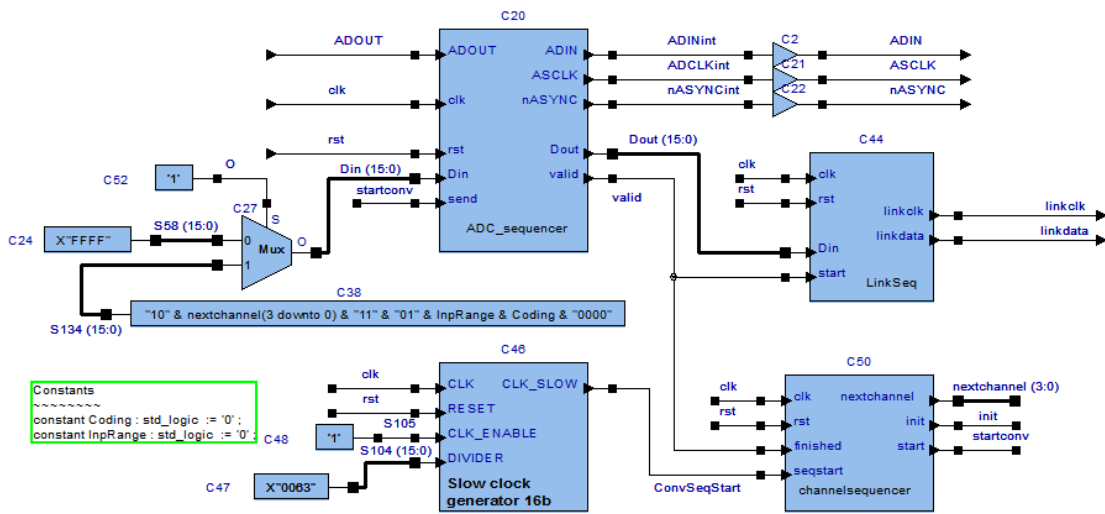 C20
ADOUT
ADOUT
ADIN
ADINint
C2
ADIN
ASCLK
ADCLKint
C21
ASCLK
clk
clk
nASYNC
nASYNCint
C22
nASYNC
rst
rst
Dout
Dout (15:0)
C44
Din (15:0)
Din
valid
valid
startconv
send
ADC_sequencer
clk
clk
rst
rst
linkclk
linkclk
linkdata
linkdata
Din
start
LinkSeq
C52
'1'
O
C27
S
C24
X"FFFF"
S58 (15:0)
0
Mux
O
1
C38
S134 (15:0)
"10" & nextchannel(3 downto 0) & "11" & "01" & InpRange & Coding & "0000"
C46
clk
CLK
CLK_SLOW
rst
RESET
C48
'1'
S105
CLK_ENABLE
S104 (15:0)
DIVIDER
C47
X"0063"
Slow clock
generator 16b
ConvSeqStart
C50
clk
clk
nextchannel
nextchannel (3:0)
rst
rst
init
init
finished
start
startconv
seqstart
channelsequencer
Constants
~~~~~~~~
constant Coding : std_logic := '0' ;
constant InpRange : std_logic := '0' ;